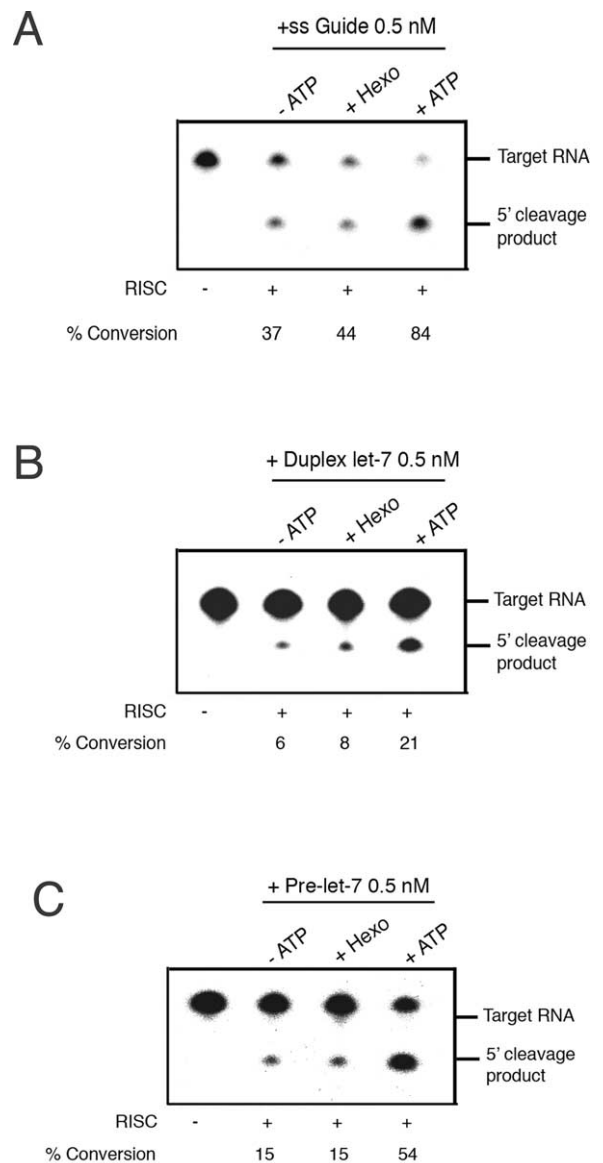 A
+ss Guide 0.5 nM
- ATP
+ Hexo
+ ATP
Target RNA
5' cleavage
product
RISC - + + +
% Conversion 37 44 84
B
+ Duplex let-7 0.5 nM
- ATP
+ Hexo
+ ATP
Target RNA
5' cleavage
product
RISC - + + +
% Conversion 6 8 21
C
+ Pre-let-7 0.5 nM
- ATP
+ Hexo
+ ATP
Target RNA
5' cleavage
product
RISC - + + +
% Conversion 15 15 54